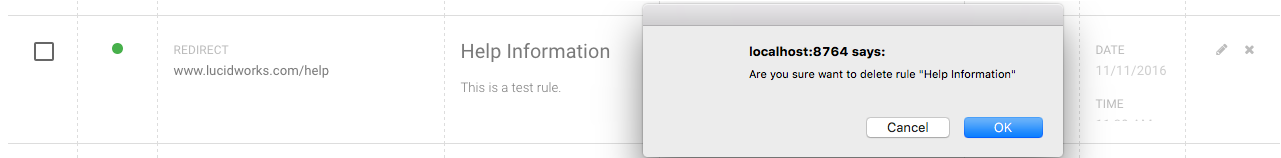 REDIRECT
www.lucidworks.com/help
Help Information
This is a test rule.
localhost:8764 says:
Are you sure want to delete rule "Help Information"
Cancel
OK
DATE
11/11/2016
TIME